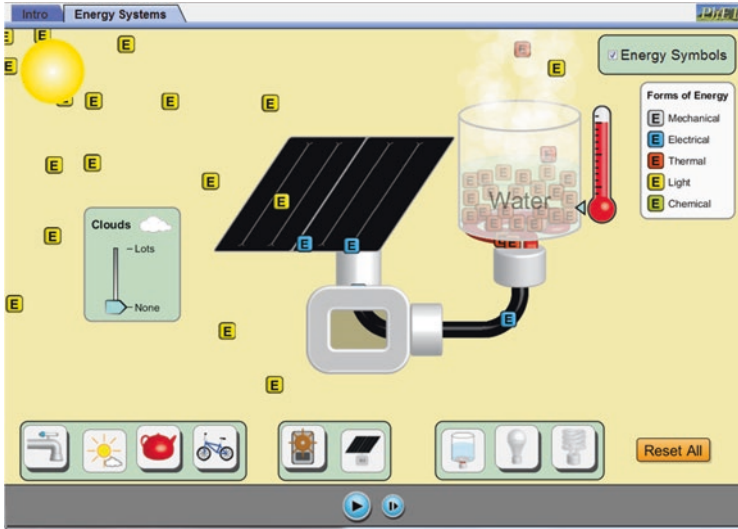 Intro
Energy Systems
PhET
Energy Symbols
Forms of Energy
E Mechanical
E Electrical
E Thermal
E Light
E Chemical
Water
Clouds
Lots
None
Reset All